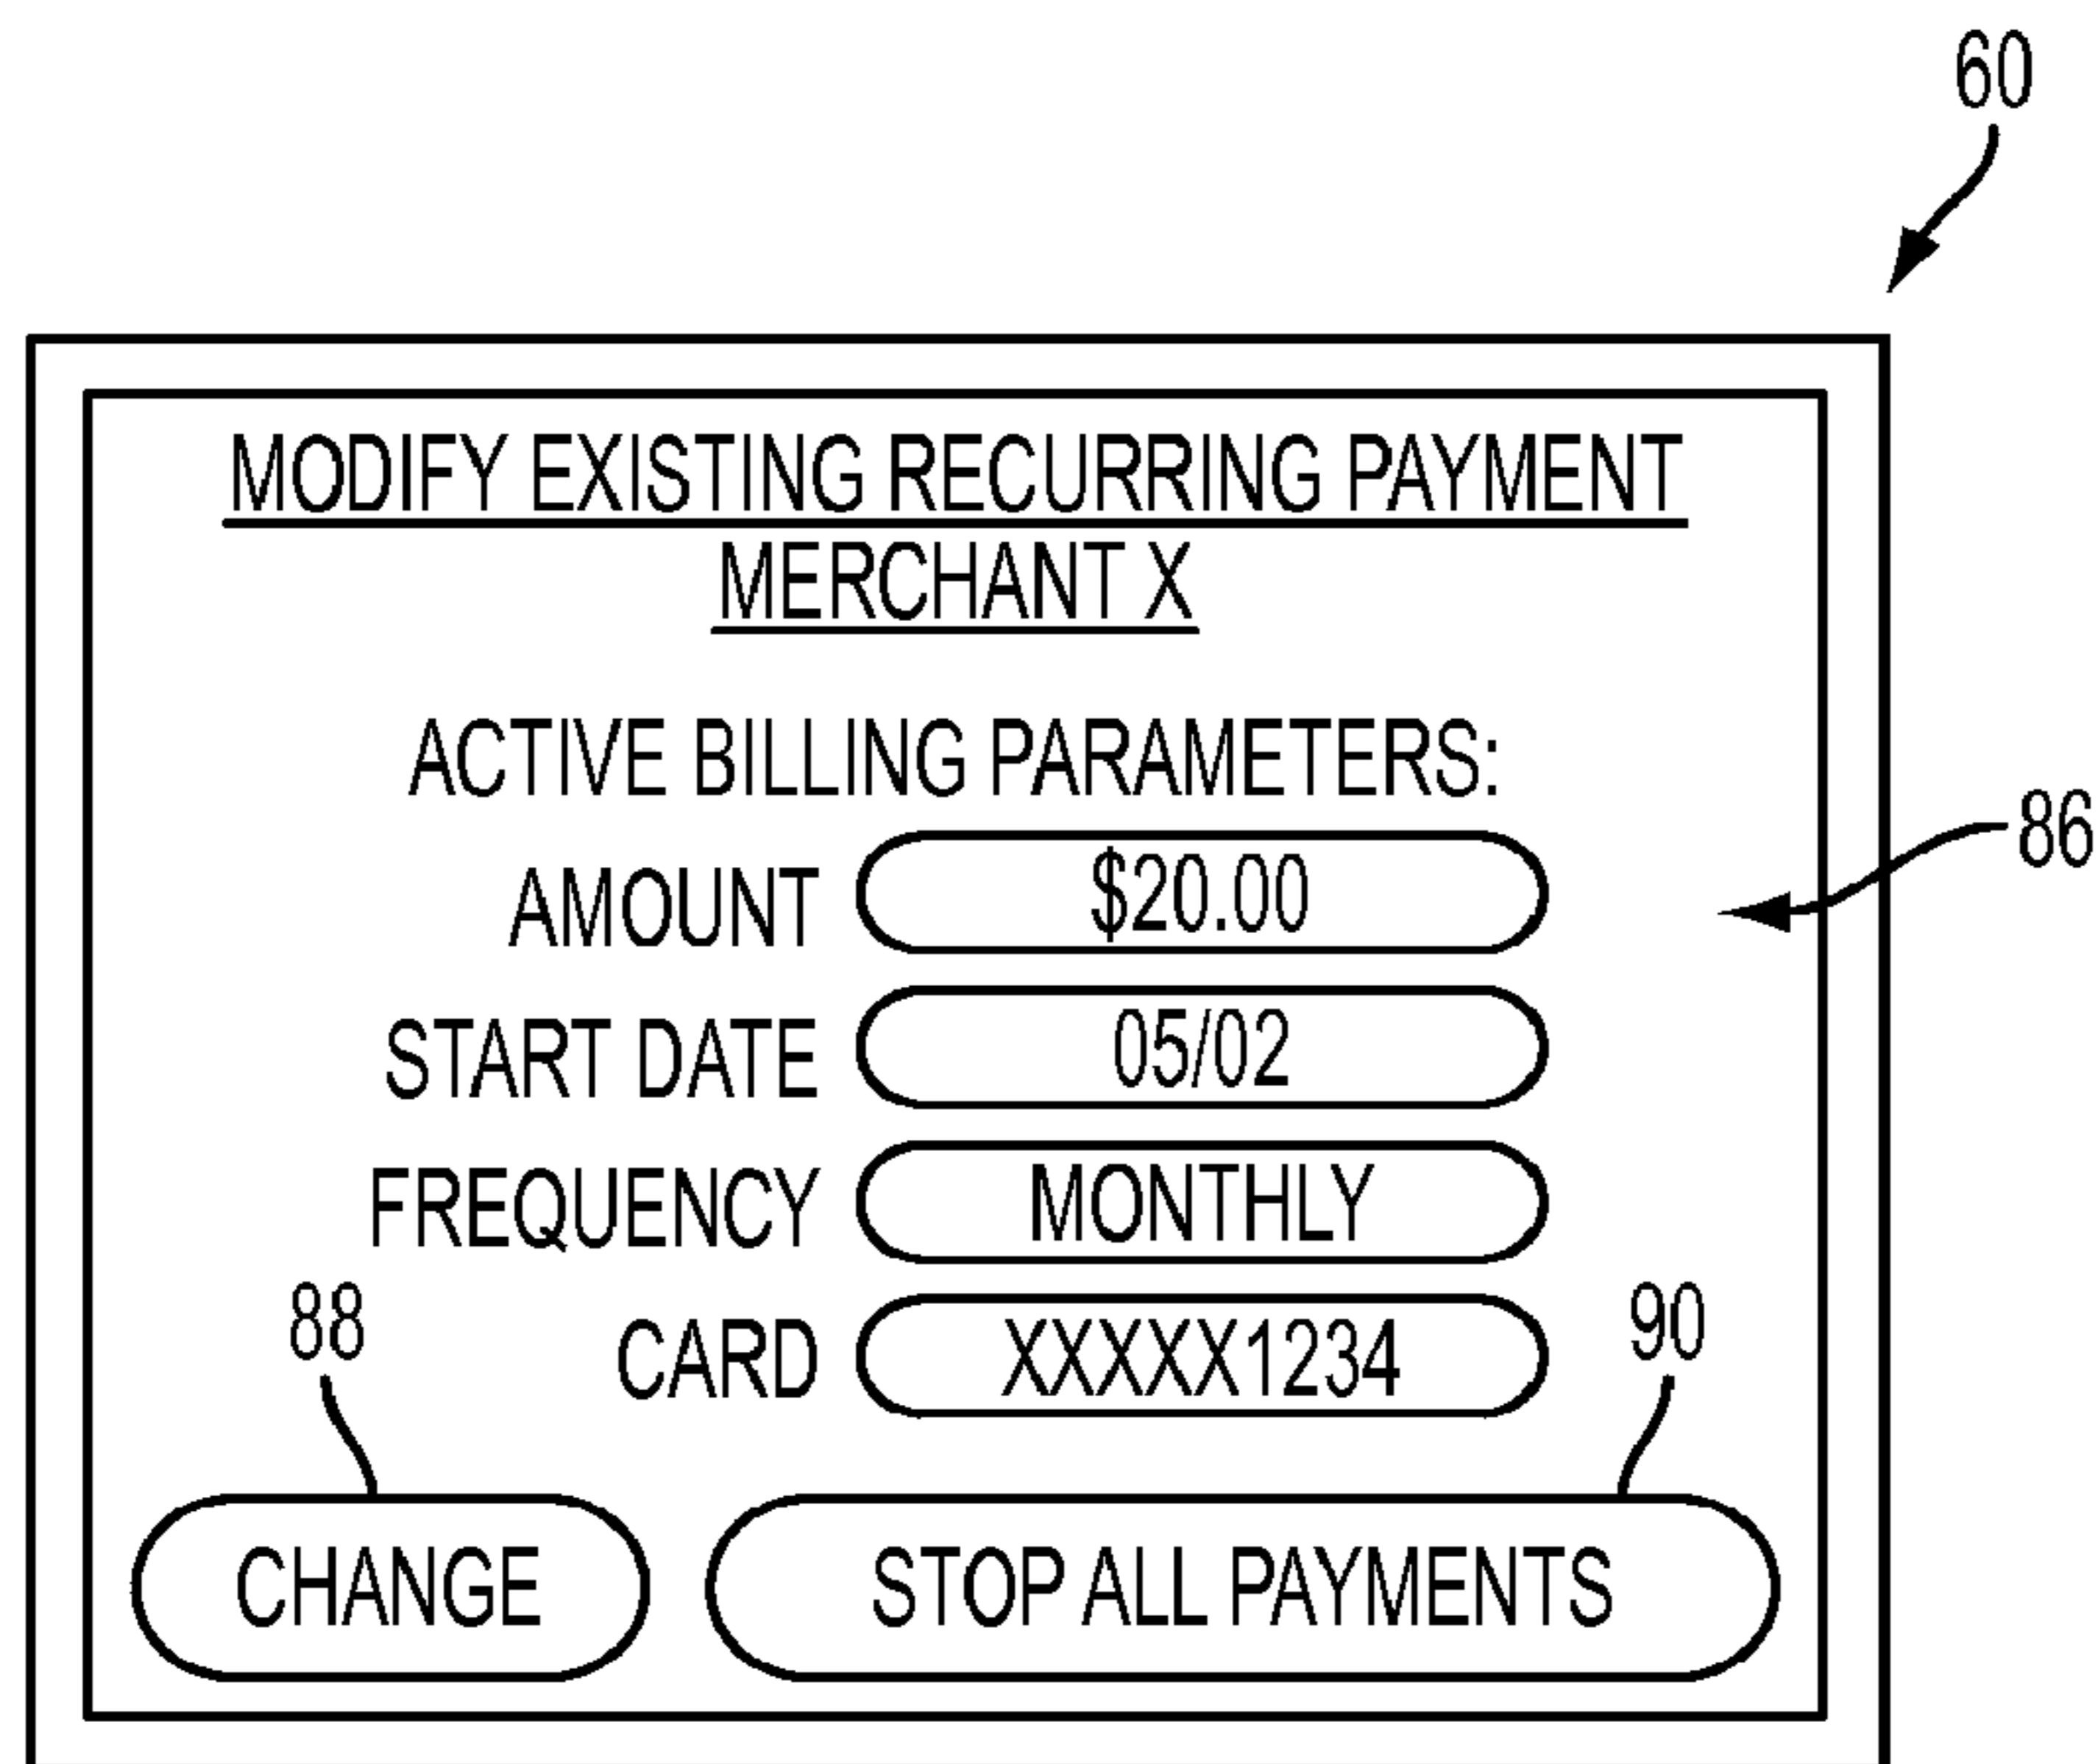 60
MODIFY EXISTING RECURRING PAYMENT
MERCHANT X
ACTIVE BILLING PARAMETERS:
AMOUNT $20.00
86
START DATE 05/02
FREQUENCY MONTHLY
88
CARD XXXXX1234
90
CHANGE
STOP ALL PAYMENTS